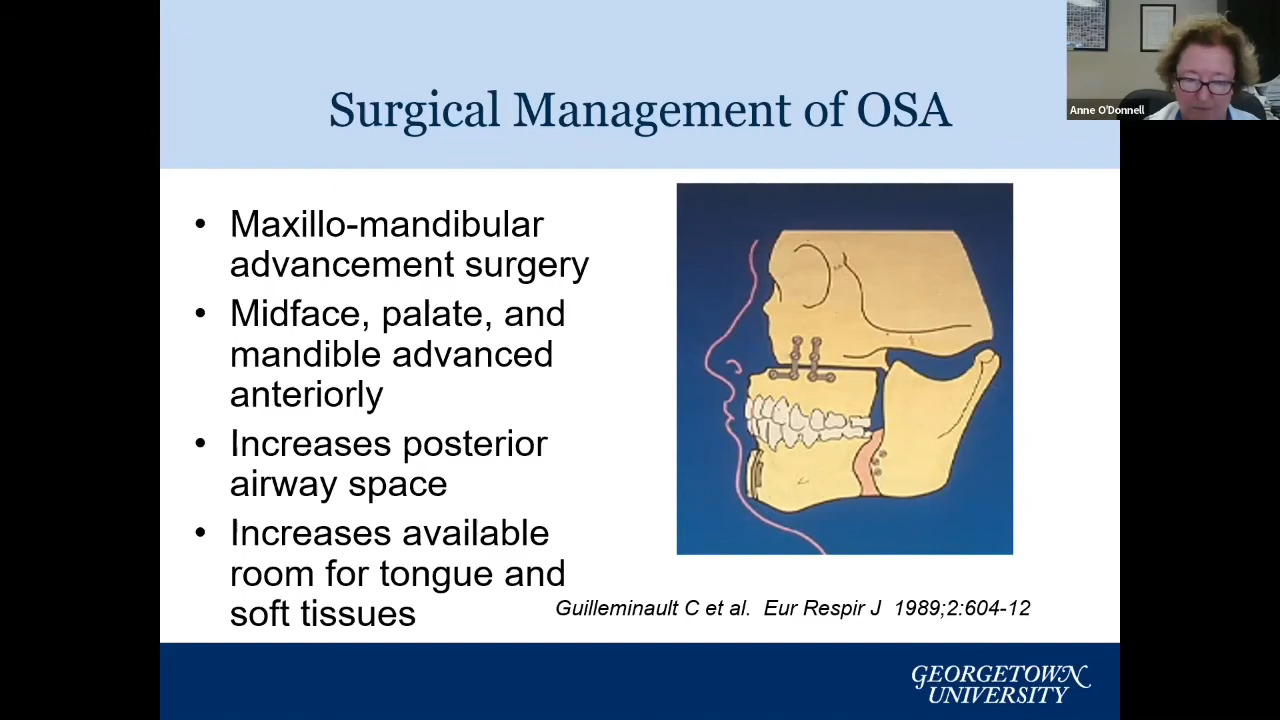 Surgical Management of OSA
Anne O'Donnell
• Maxillo-mandibular
advancement surgery
• Midface, palate, and
mandible advanced
anteriorly
• Increases posterior
airway space
• Increases available
room for tongue and
soft tissues
Guilleminault C et al. Eur Respir J 1989;2:604-12
GEORGETOWN
UNIVERSITY